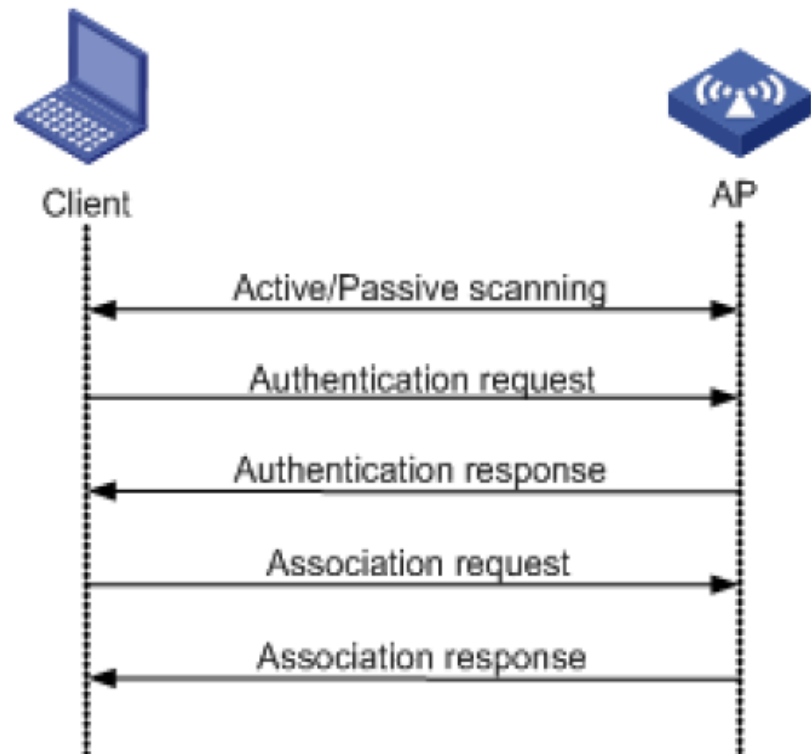 Client
AP
Active/Passive scanning
Authentication request
Authentication response
Association request
Association response